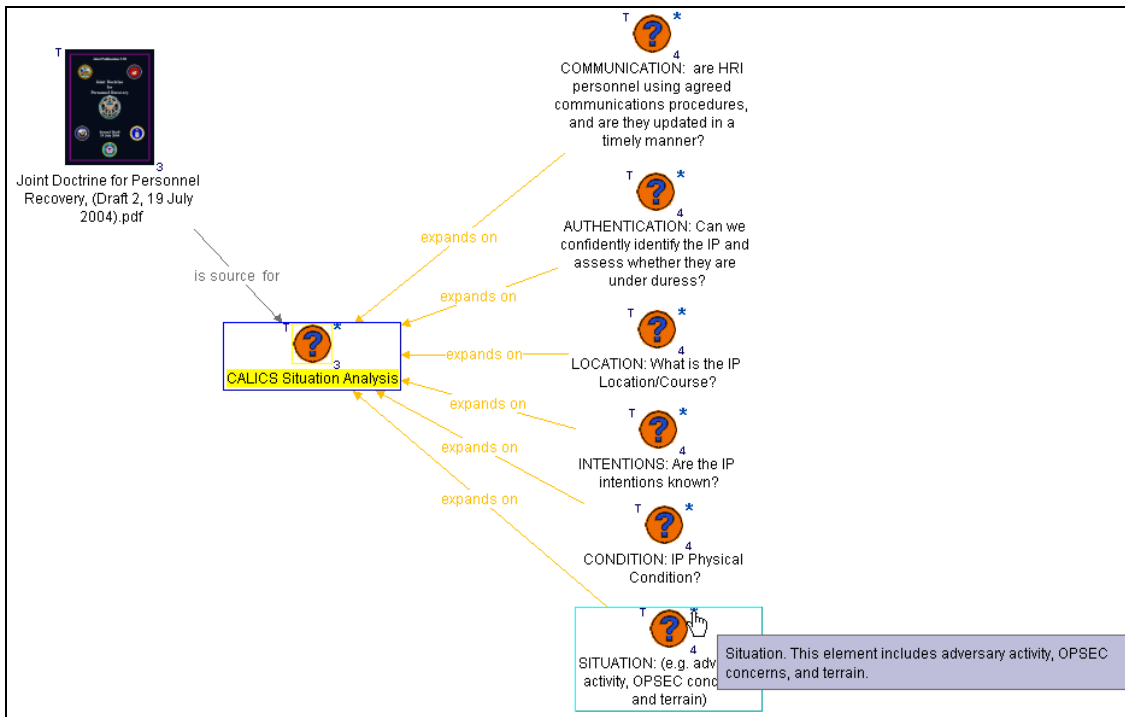 T
Joint Doctrine
for
Personnel Recovery
3
Joint Doctrine for Personnel
Recovery, (Draft 2, 19 July
2004).pdf
is source for
T *
3
CALICS Situation Analysis
T *
4
COMMUNICATION: are HRI
personnel using agreed
communications procedures,
and are they updated in a
timely manner?
expands on
T *
4
AUTHENTICATION: Can we
confidently identify the IP and
assess whether they are
under duress?
expands on
T *
4
LOCATION: What is the IP
Location/Course?
expands on
T *
4
INTENTIONS: Are the IP
intentions known?
expands on
T *
4
CONDITION: IP Physical
Condition?
expands on
T *
4
SITUATION: (e.g. adv
activity, OPSEC conc
and terrain)
expands on
Situation. This element includes adversary activity, OPSEC
concerns, and terrain.